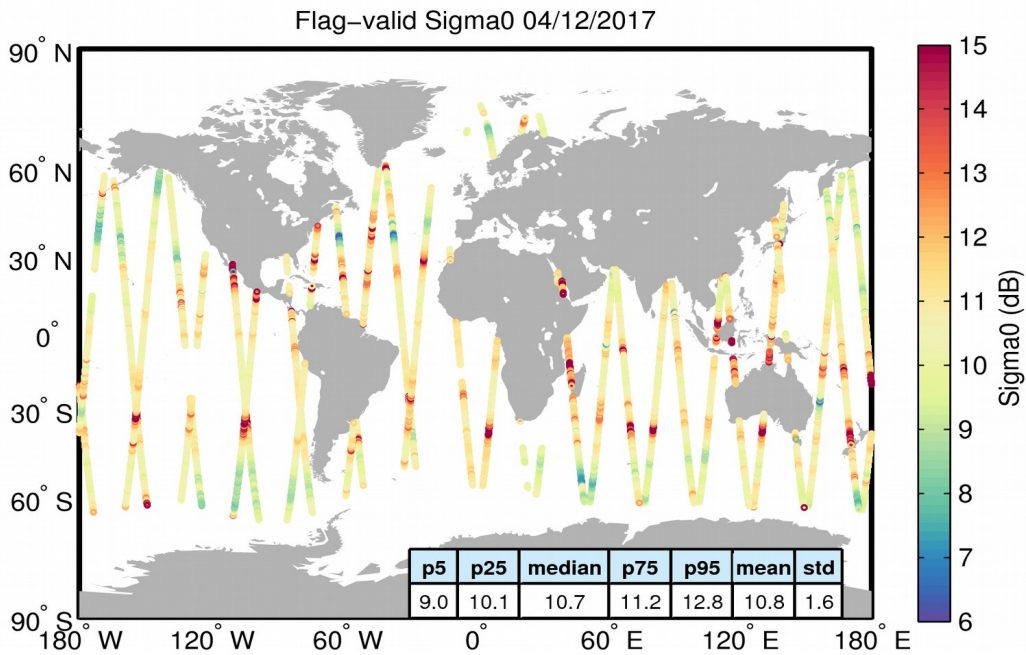 Flag−valid Sigma0 04/12/2017
90° N
60° N
30° N
0°
30° S
60° S
90° S
180° W
120° W
60° W
0°
60° E
120° E
180° E
15
14
13
12
11
10
9
8
7
6
Sigma0 (dB)
p5 p25 median p75 p95 mean std
9.0 10.1 10.7 11.2 12.8 10.8 1.6